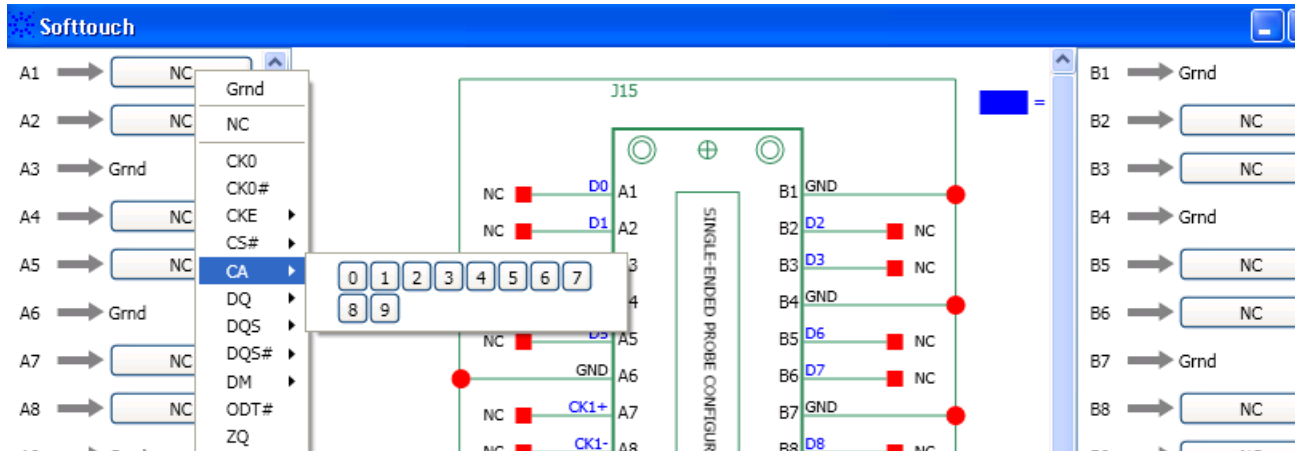 Softtouch
A1 NC
A2 NC
A3 Grnd
A4 NC
A5 NC
A6 Grnd
A7 NC
A8 NC
Grnd
NC
CK0
CK0#
CKE
CS#
CA
DQ
DQS
DQS#
DM
ODT#
ZQ
0 1 2 3 4 5 6 7
8 9
J15
=
NC D0 A1 B1 GND
NC D1 A2 B2 D2 NC
3 B3 D3 NC
4 B4 GND
NC D5 A5 B5 D6 NC
GND A6 B6 D7 NC
NC CK1+ A7 B7 GND
NC CK1- A8 B8 D8 NC
SINGLE-ENDED PROBE CONFIGUR
B1 Grnd
B2 NC
B3 NC
B4 Grnd
B5 NC
B6 NC
B7 Grnd
B8 NC